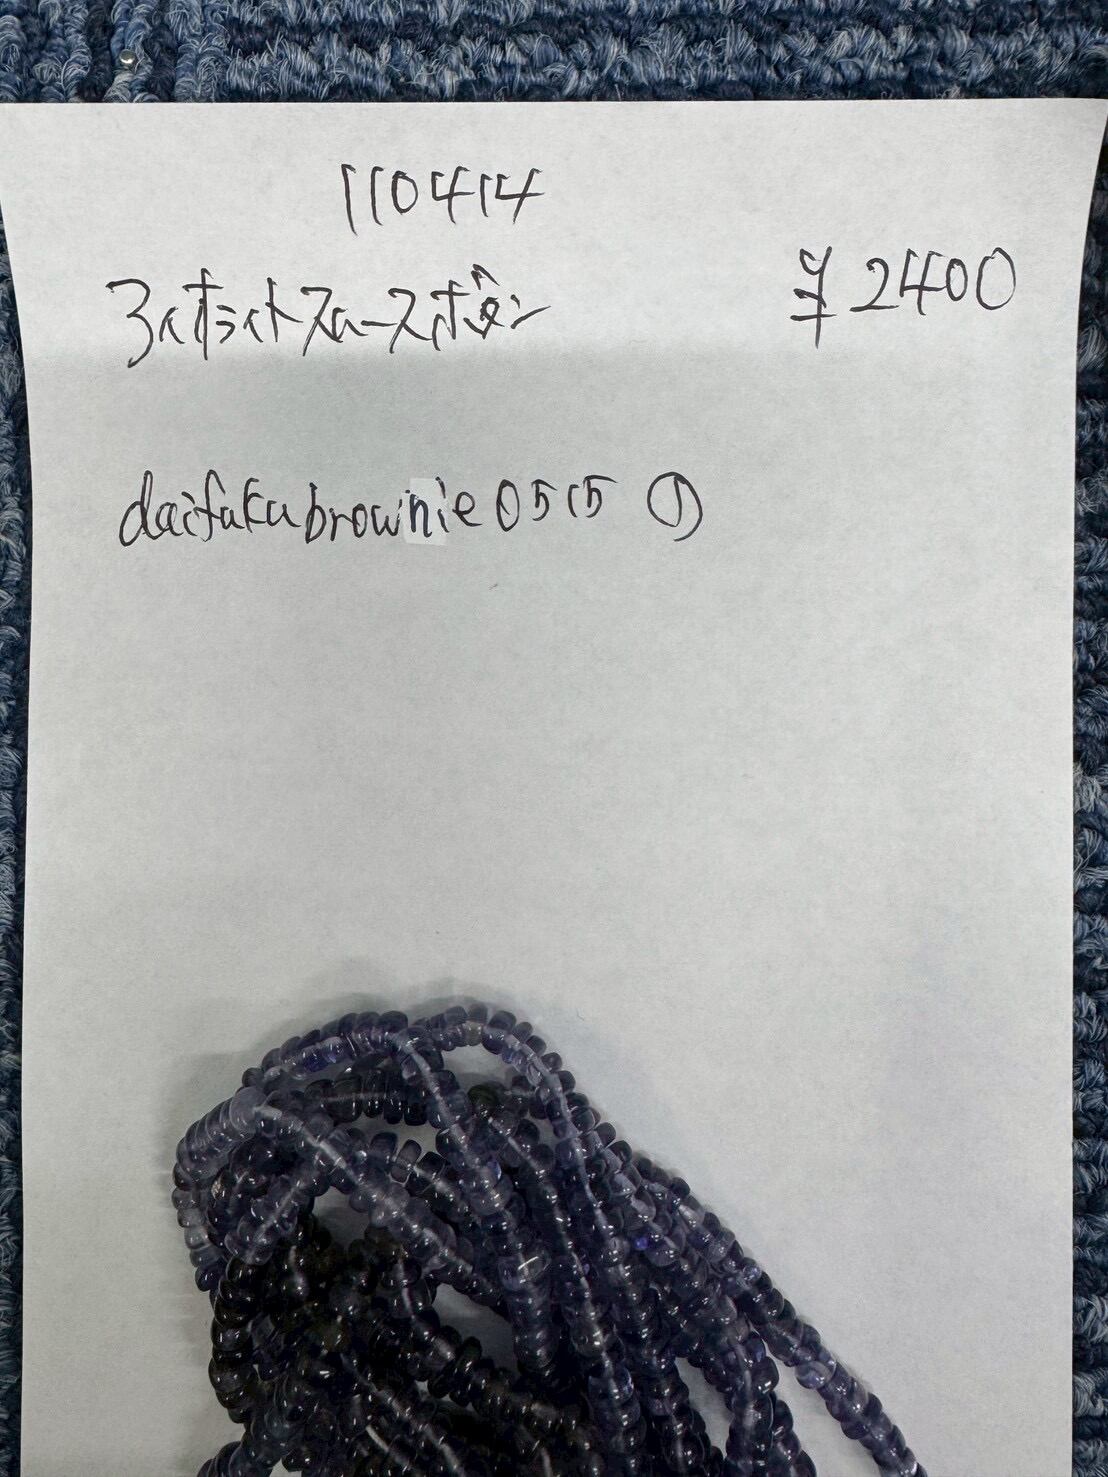 110414
アイオライトスムースボタン
¥2400
daifukubrownie0515 ①